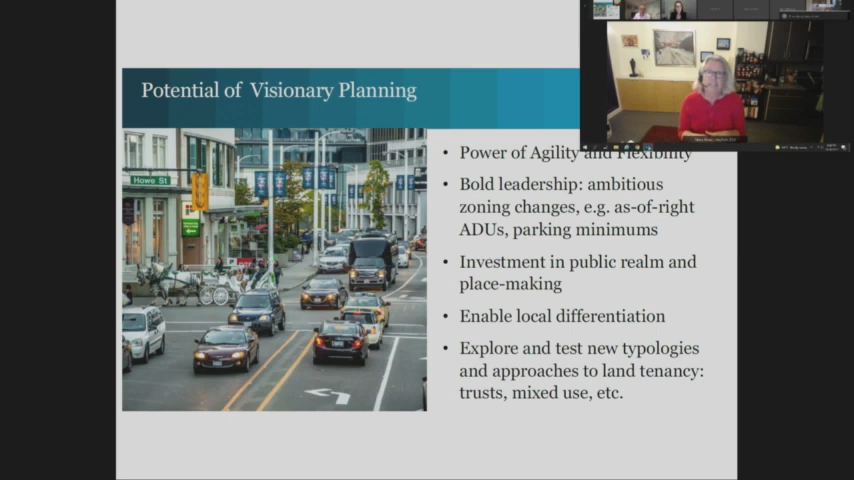 Potential of Visionary Planning
Howe St
• Power of Agility and Flexibility
• Bold leadership: ambitious
zoning changes, e.g. as-of-right
ADUs, parking minimums
• Investment in public realm and
place-making
• Enable local differentiation
• Explore and test new typologies
and approaches to land tenancy:
trusts, mixed use, etc.